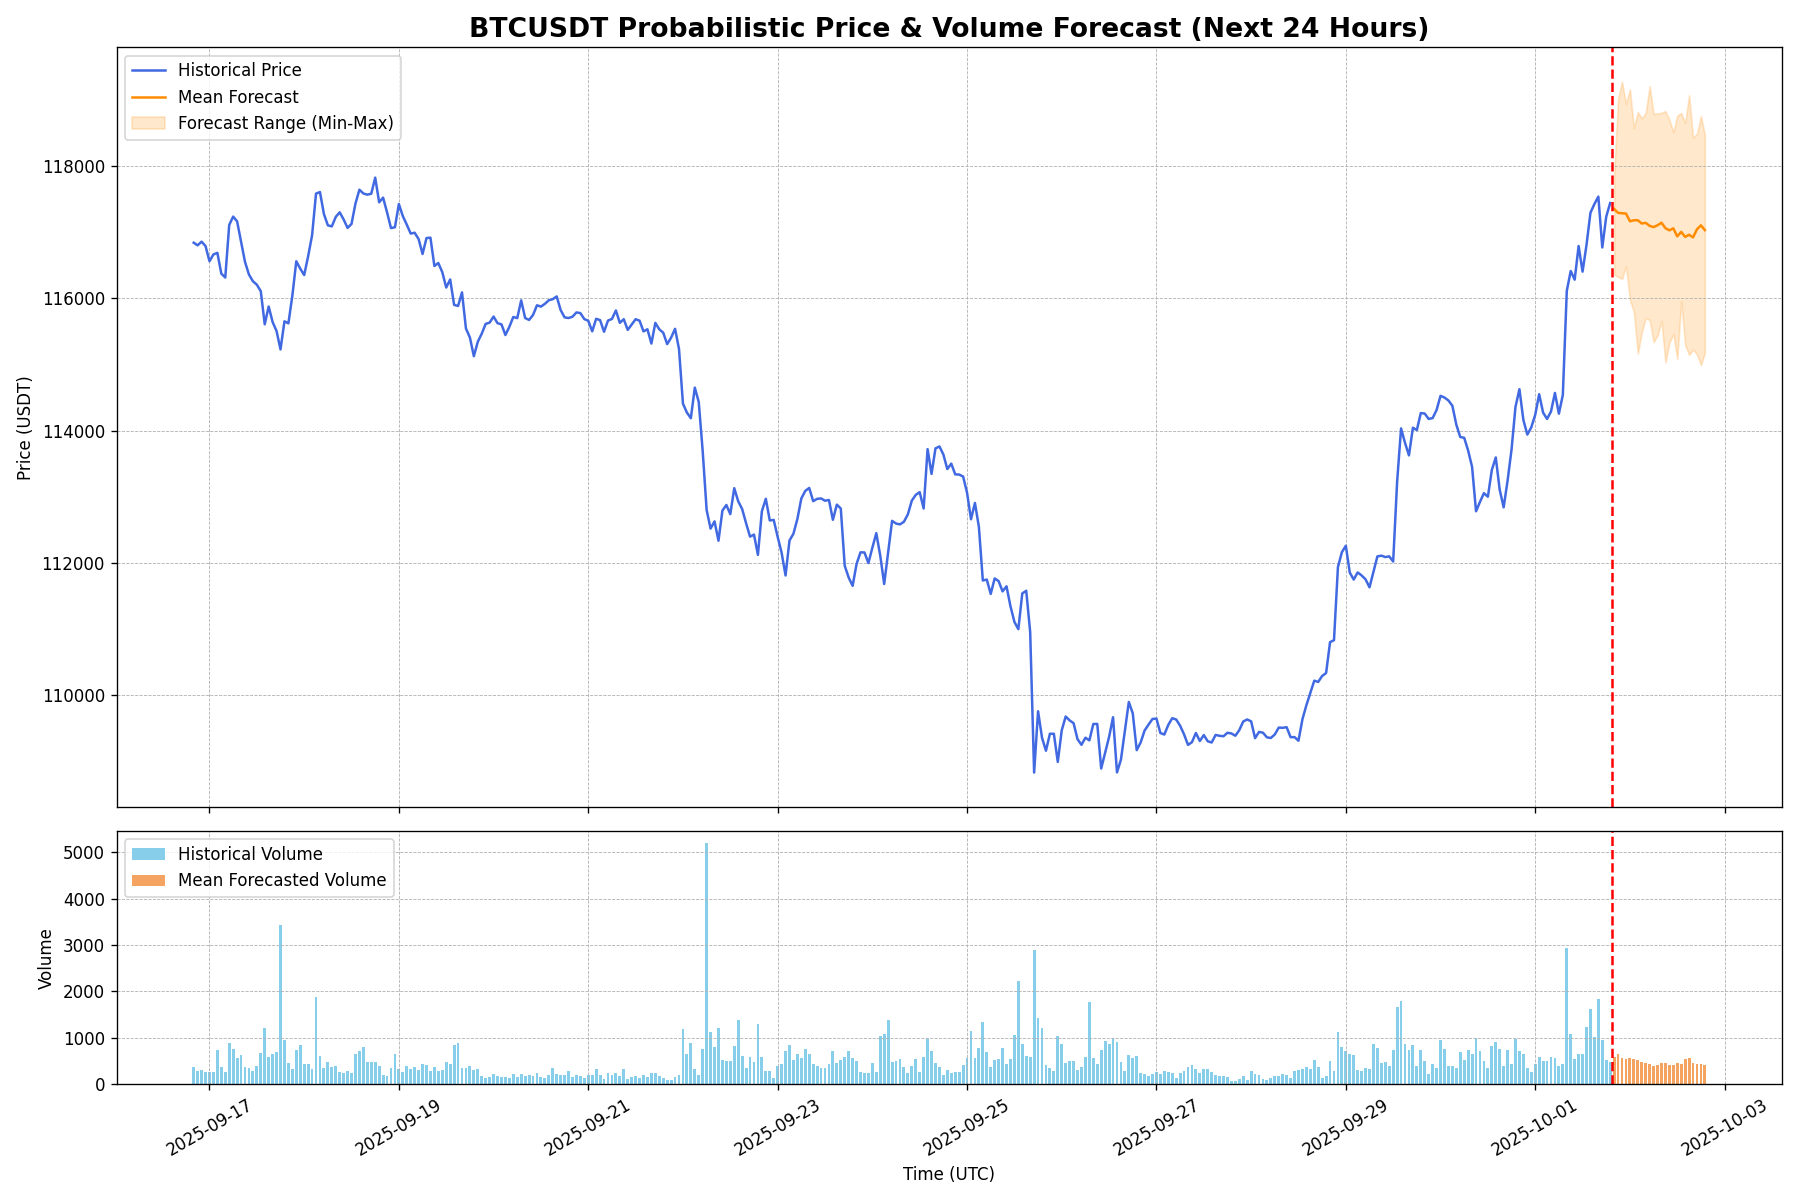 BTCUSDT Probabilistic Price & Volume Forecast (Next 24 Hours)
Historical Price
Mean Forecast
Forecast Range (Min-Max)
118000
116000
114000
112000
110000
Price (USDT)
Historical Volume
Mean Forecasted Volume
5000
4000
3000
2000
1000
0
Volume
2025-09-17
2025-09-19
2025-09-21
2025-09-23
2025-09-25
2025-09-27
2025-09-29
2025-10-01
2025-10-03
Time (UTC)